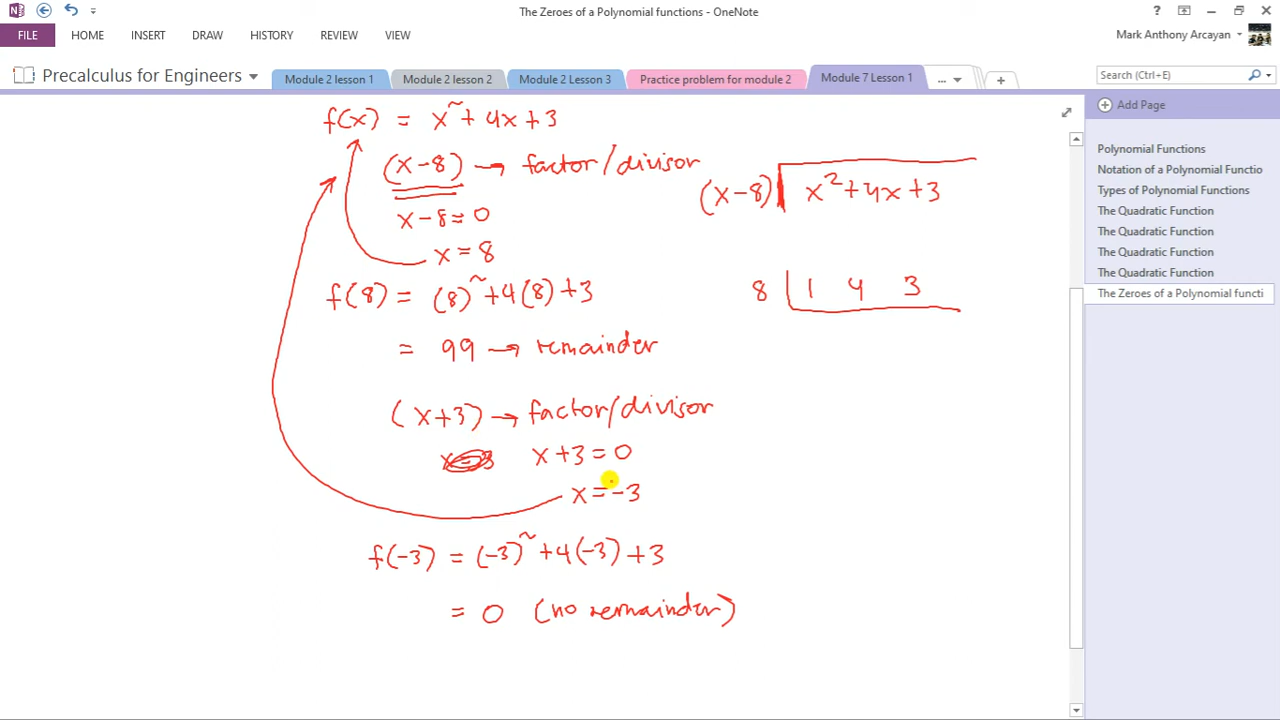 The Zeroes of a Polynomial functions - OneNote
FILE HOME INSERT DRAW HISTORY REVIEW VIEW
Mark Anthony Arcayan
Precalculus for Engineers
Module 2 lesson 1
Module 2 lesson 2
Module 2 Lesson 3
Practice problem for module 2
Module 7 Lesson 1
...
Search (Ctrl+E)
Add Page
Polynomial Functions
Notation of a Polynomial Functio
Types of Polynomial Functions
The Quadratic Function
The Quadratic Function
The Quadratic Function
The Quadratic Function
The Zeroes of a Polynomial functi
f(x) = x² + 4x + 3
(x-8) → factor/divisor
x-8 = 0
x = 8
f(8) = (8)² + 4(8) + 3
= 99 → remainder
(x+3) → factor/divisor
x+3 = 0
x = -3
f(-3) = (-3)² + 4(-3) + 3
= 0 (no remainder)
(x-8) x² + 4x + 3
8 | 1 4 3